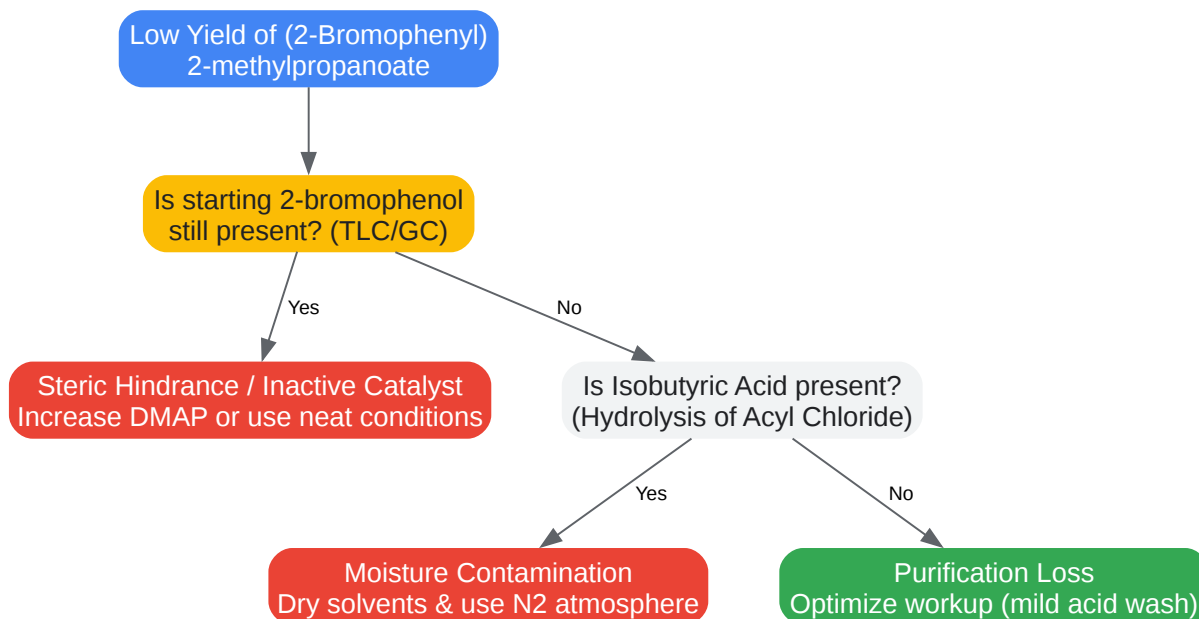 Low Yield of (2-Bromophenyl)
2-methylpropanoate
Is starting 2-bromophenol
still present? (TLC/GC)
Yes
No
Steric Hindrance / Inactive Catalyst
Increase DMAP or use neat conditions
Is Isobutyric Acid present?
(Hydrolysis of Acyl Chloride)
Yes
No
Moisture Contamination
Dry solvents & use N2 atmosphere
Purification Loss
Optimize workup (mild acid wash)